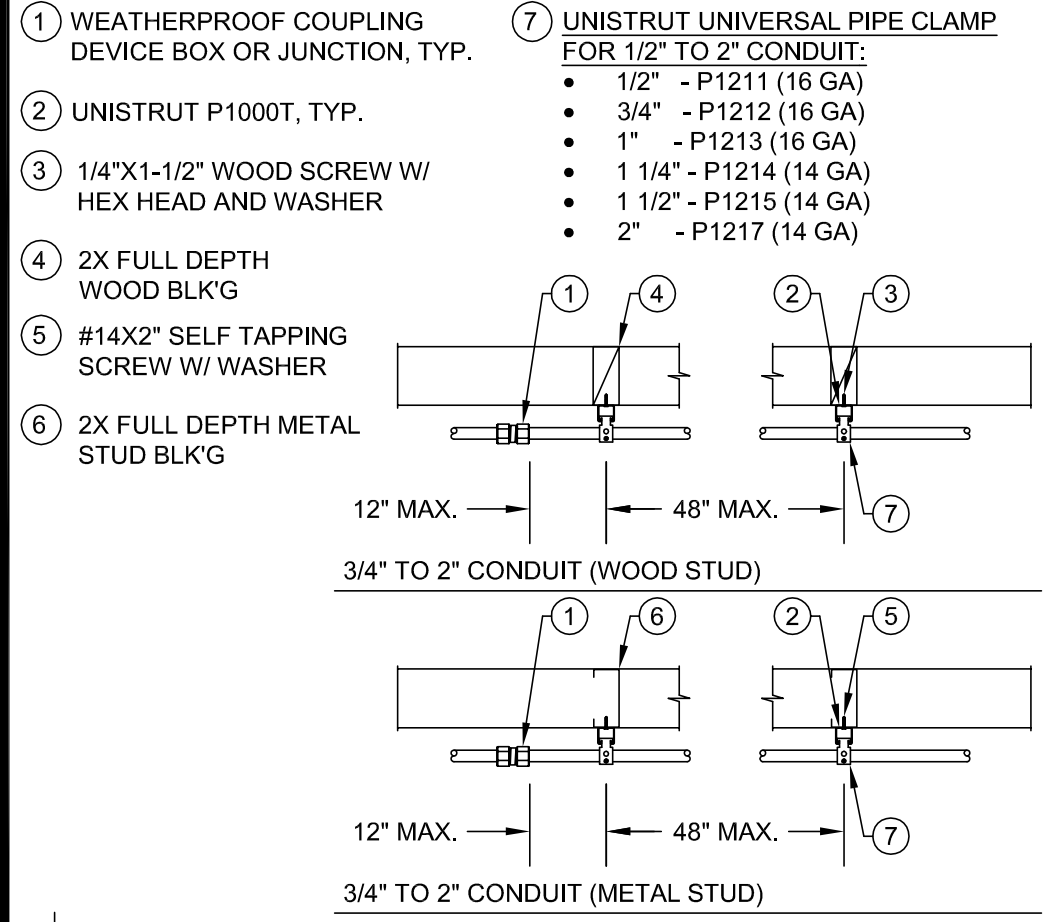 1 WEATHERPROOF COUPLING
DEVICE BOX OR JUNCTION, TYP.
2 UNISTRUT P1000T, TYP.
3 1/4"X1-1/2" WOOD SCREW W/
HEX HEAD AND WASHER
4 2X FULL DEPTH
WOOD BLK'G
5 #14X2" SELF TAPPING
SCREW W/ WASHER
6 2X FULL DEPTH METAL
STUD BLK'G
7 UNISTRUT UNIVERSAL PIPE CLAMP
FOR 1/2" TO 2" CONDUIT:
• 1/2" - P1211 (16 GA)
• 3/4" - P1212 (16 GA)
• 1" - P1213 (16 GA)
• 1 1/4" - P1214 (14 GA)
• 1 1/2" - P1215 (14 GA)
• 2" - P1217 (14 GA)
1 4 2 3
12" MAX. 48" MAX. 7
3/4" TO 2" CONDUIT (WOOD STUD)
1 6 2 5
12" MAX. 48" MAX. 7
3/4" TO 2" CONDUIT (METAL STUD)